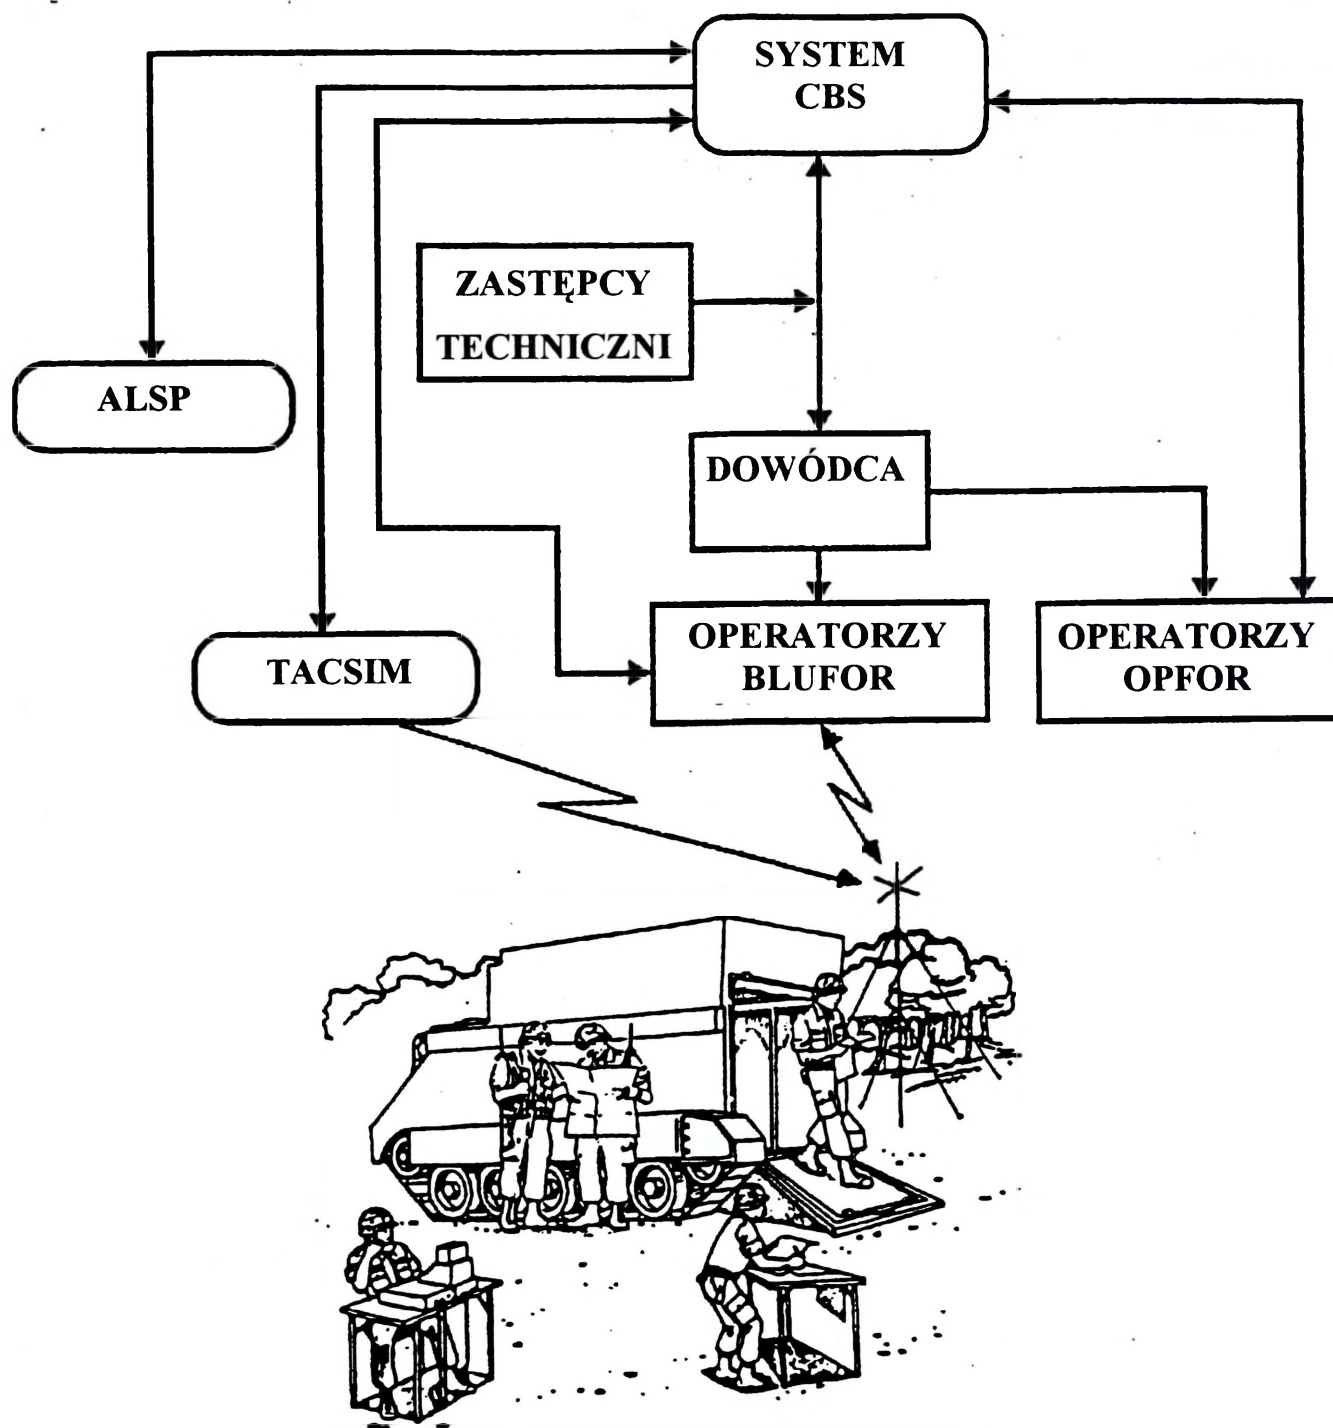 SYSTEM
CBS
ZASTĘPCY
TECHNICZNI
ALSP
DOWÓDCA
OPERATORZY
BLUFOR
OPERATORZY
OPFOR
TACSIM